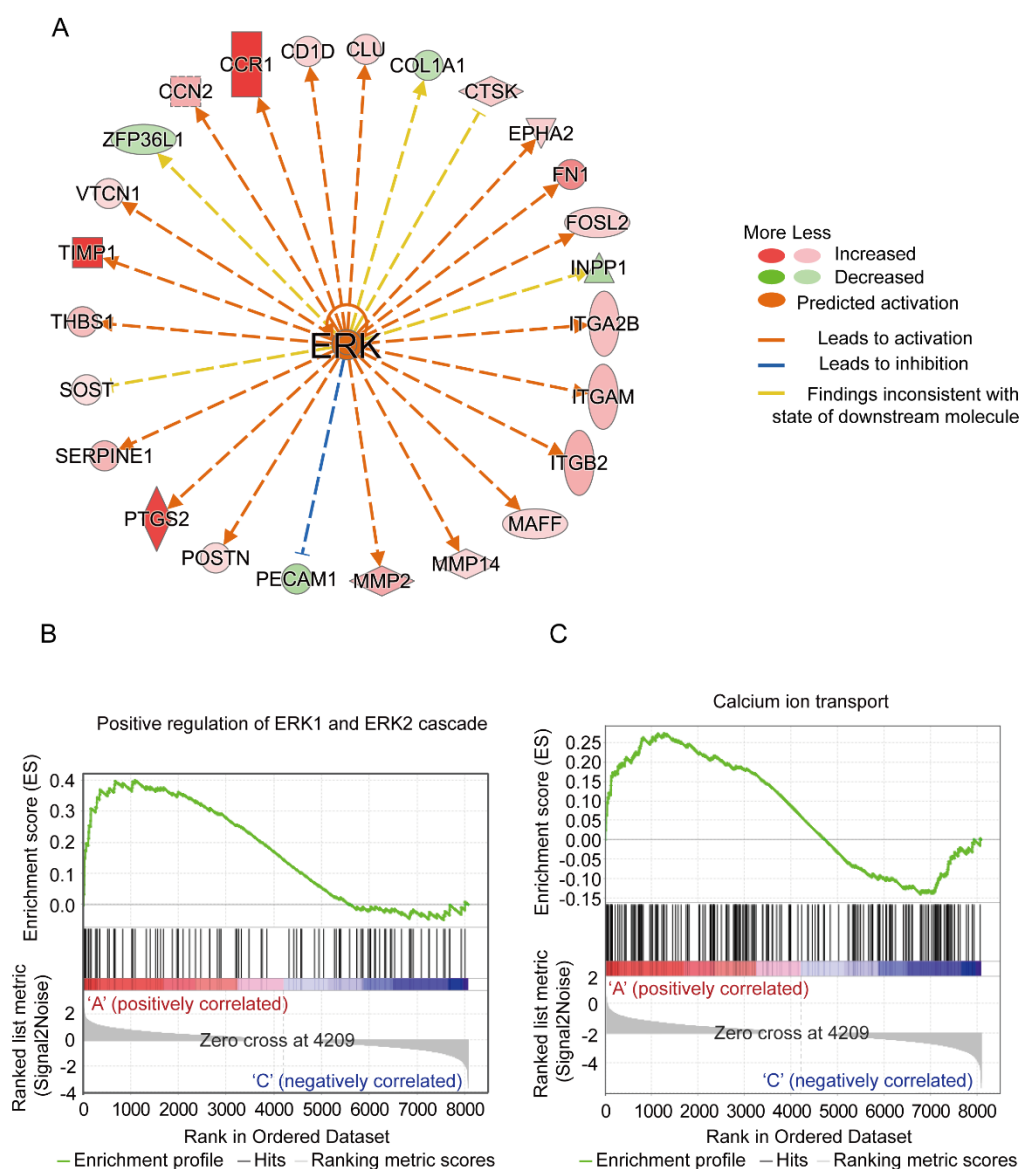 A
CD1D
CLU
CCR1
COL1A1
CCN2
CTSK
ZFP36L1
EPHA2
VTCN1
FN1
FOSL2
TIMP1
INPP1
THBS1
ITGA2B
ERK
SOST
ITGAM
SERPINE1
ITGB2
PTGS2
MAFF
POSTN
PECAM1
MMP2
MMP14
More Less
Increased
Decreased
Predicted activation
Leads to activation
Leads to inhibition
Findings inconsistent with
state of downstream molecule
B
Positive regulation of ERK1 and ERK2 cascade
Enrichment score (ES)
0.4
0.3
0.2
0.1
0.0
Ranked list metric
(Signal2Noise)
2
0
-2
-4
'A' (positively correlated)
Zero cross at 4209
'C' (negatively correlated)
0 1000 2000 3000 4000 5000 6000 7000 8000
Rank in Ordered Dataset
Enrichment profile Hits Ranking metric scores
C
Calcium ion transport
Enrichment score (ES)
0.25
0.20
0.15
0.10
0.05
0.00
-0.05
-0.10
-0.15
Ranked list metric
(Signal2Noise)
2
0
-2
-4
'A' (positively correlated)
Zero cross at 4209
'C' (negatively correlated)
0 1000 2000 3000 4000 5000 6000 7000 8000
Rank in Ordered Dataset
Enrichment profile Hits Ranking metric scores